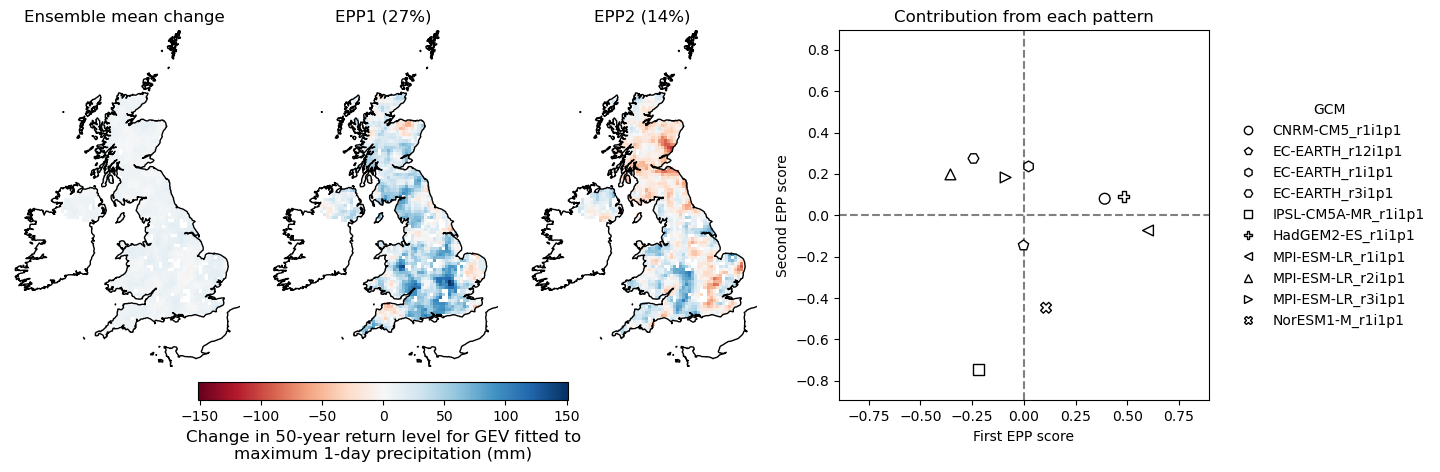 Ensemble mean change
EPP1 (27%)
EPP2 (14%)
−150 −100 −50 0 50 100 150
Change in 50-year return level for GEV fitted to
maximum 1-day precipitation (mm)
Contribution from each pattern
Second EPP score
0.8
0.6
0.4
0.2
0.0
−0.2
−0.4
−0.6
−0.8
−0.75 −0.50 −0.25 0.00 0.25 0.50 0.75
First EPP score
GCM
CNRM-CM5_r1i1p1
EC-EARTH_r12i1p1
EC-EARTH_r1i1p1
EC-EARTH_r3i1p1
IPSL-CM5A-MR_r1i1p1
HadGEM2-ES_r1i1p1
MPI-ESM-LR_r1i1p1
MPI-ESM-LR_r2i1p1
MPI-ESM-LR_r3i1p1
NorESM1-M_r1i1p1